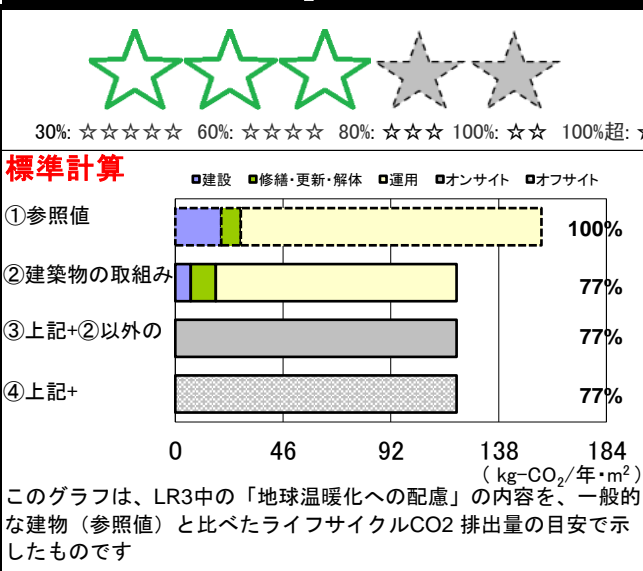 30%: ☆☆☆☆☆ 60%: ☆☆☆☆ 80%: ☆☆☆ 100%: ☆☆ 100%超: ☆
標準計算
■建設 ■修繕・更新・解体 □運用 ■オンサイト ■オフサイト
①参照値 100%
②建築物の取組み 77%
③上記+②以外の 77%
④上記+ 77%
0 46 92 138 184
( kg-CO₂/年・m² )
このグラフは、LR3中の「地球温暖化への配慮」の内容を、一般的
な建物（参照値）と比べたライフサイクルCO2 排出量の目安で示
したものです